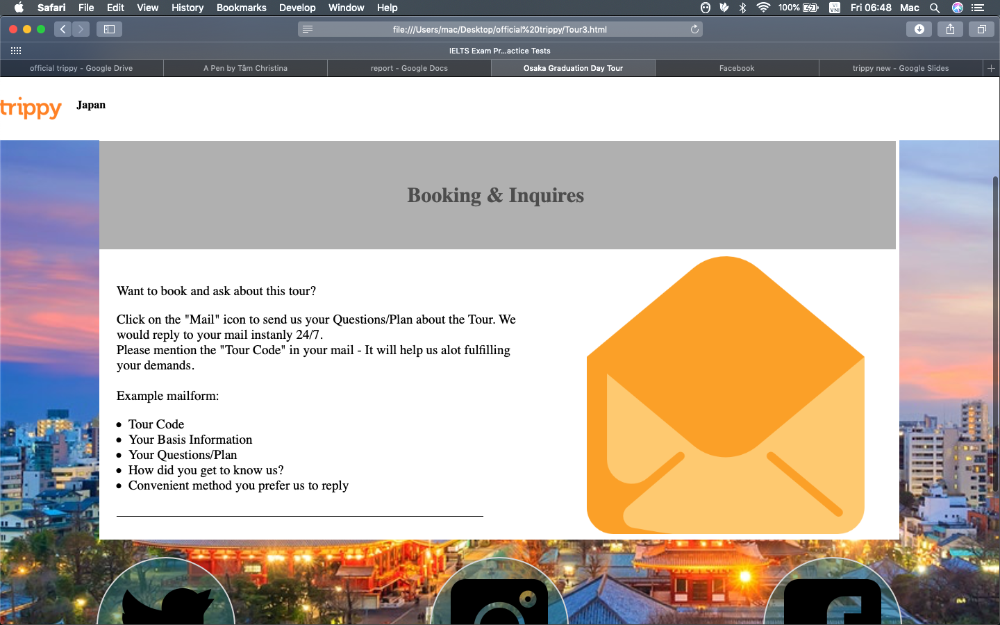 Safari File Edit View History Bookmarks Develop Window Help 100% VI VNI Fri 06:48 Mac
file:///Users/mac/Desktop/official%20trippy/Tour3.html
IELTS Exam Pr...actice Tests
official trippy - Google Drive A Pen by Tâm Christina report - Google Docs Osaka Graduation Day Tour Facebook trippy new - Google Slides
trippy Japan
Booking & Inquires
Want to book and ask about this tour?
Click on the "Mail" icon to send us your Questions/Plan about the Tour. We
would reply to your mail instanly 24/7.
Please mention the "Tour Code" in your mail - It will help us alot fulfilling
your demands.
Example mailform:
• Tour Code
• Your Basis Information
• Your Questions/Plan
• How did you get to know us?
• Convenient method you prefer us to reply